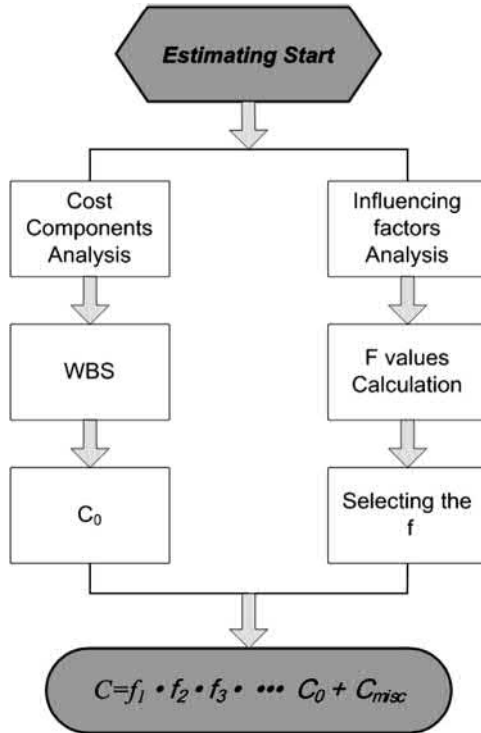 Estimating Start
Cost
Components
Analysis
Influencing
factors
Analysis
WBS
F values
Calculation
C₀
Selecting the
f
C=f₁ • f₂ • f₃ • ••• C₀ + Cₘᵢₛc